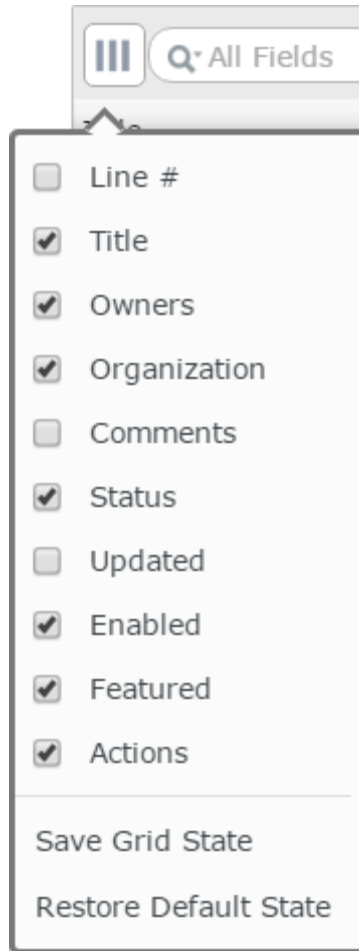 All Fields
Line #
Title
Owners
Organization
Comments
Status
Updated
Enabled
Featured
Actions
Save Grid State
Restore Default State